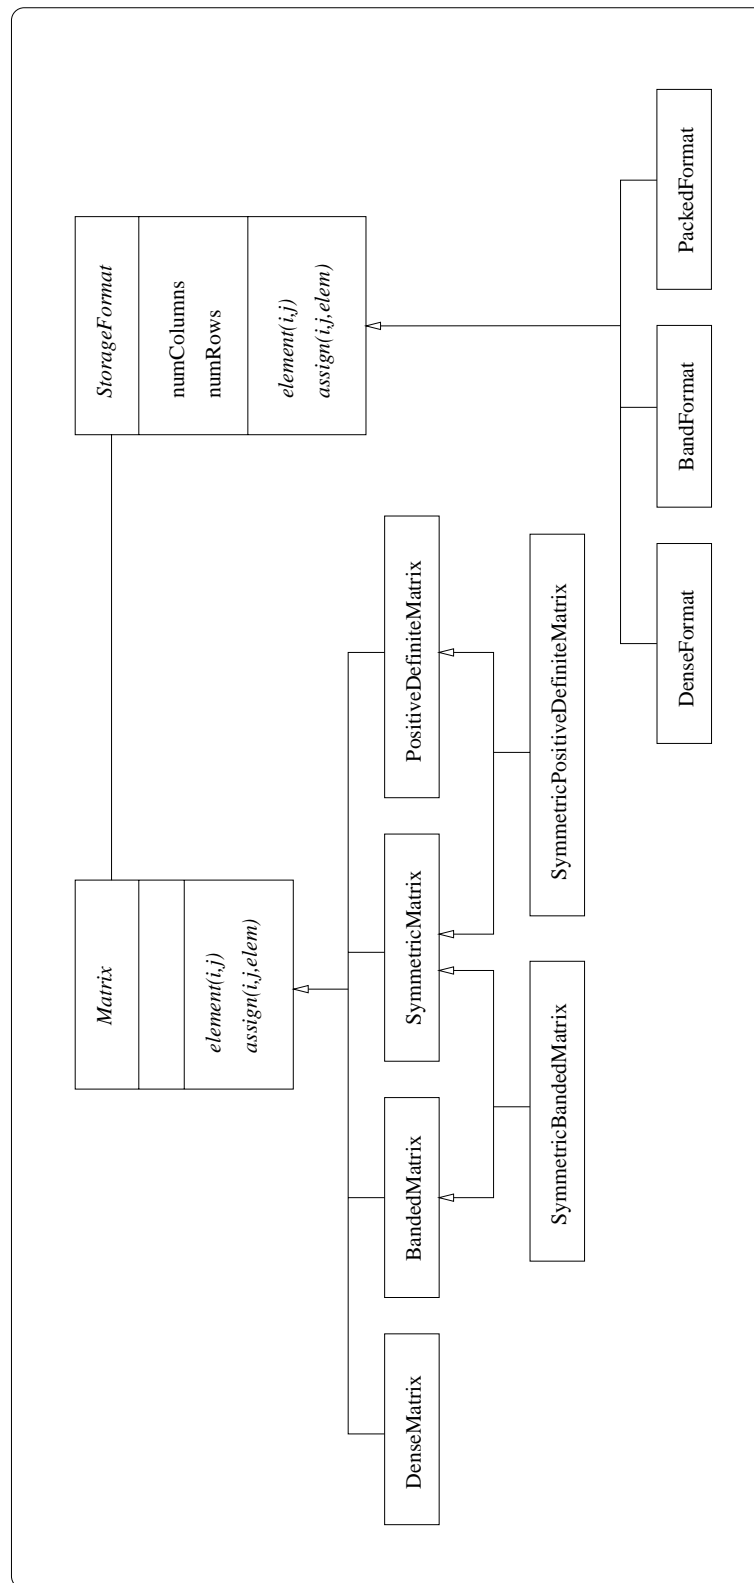 Matrix
element(i,j)
assign(i,j,elem)
StorageFormat
numColumns
numRows
element(i,j)
assign(i,j,elem)
DenseMatrix
BandedMatrix
SymmetricMatrix
PositiveDefiniteMatrix
SymmetricBandedMatrix
SymmetricPositiveDefiniteMatrix
DenseFormat
BandFormat
PackedFormat